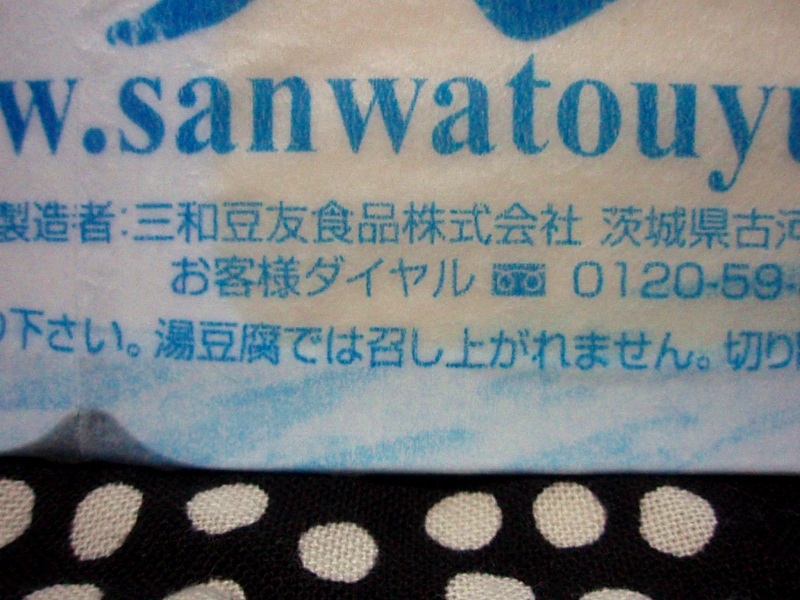 w.sanwatouyu
製造者:三和豆友食品株式会社 茨城県古河
お客様ダイヤル 0120-59-
り下さい。湯豆腐では召し上がれません。切り